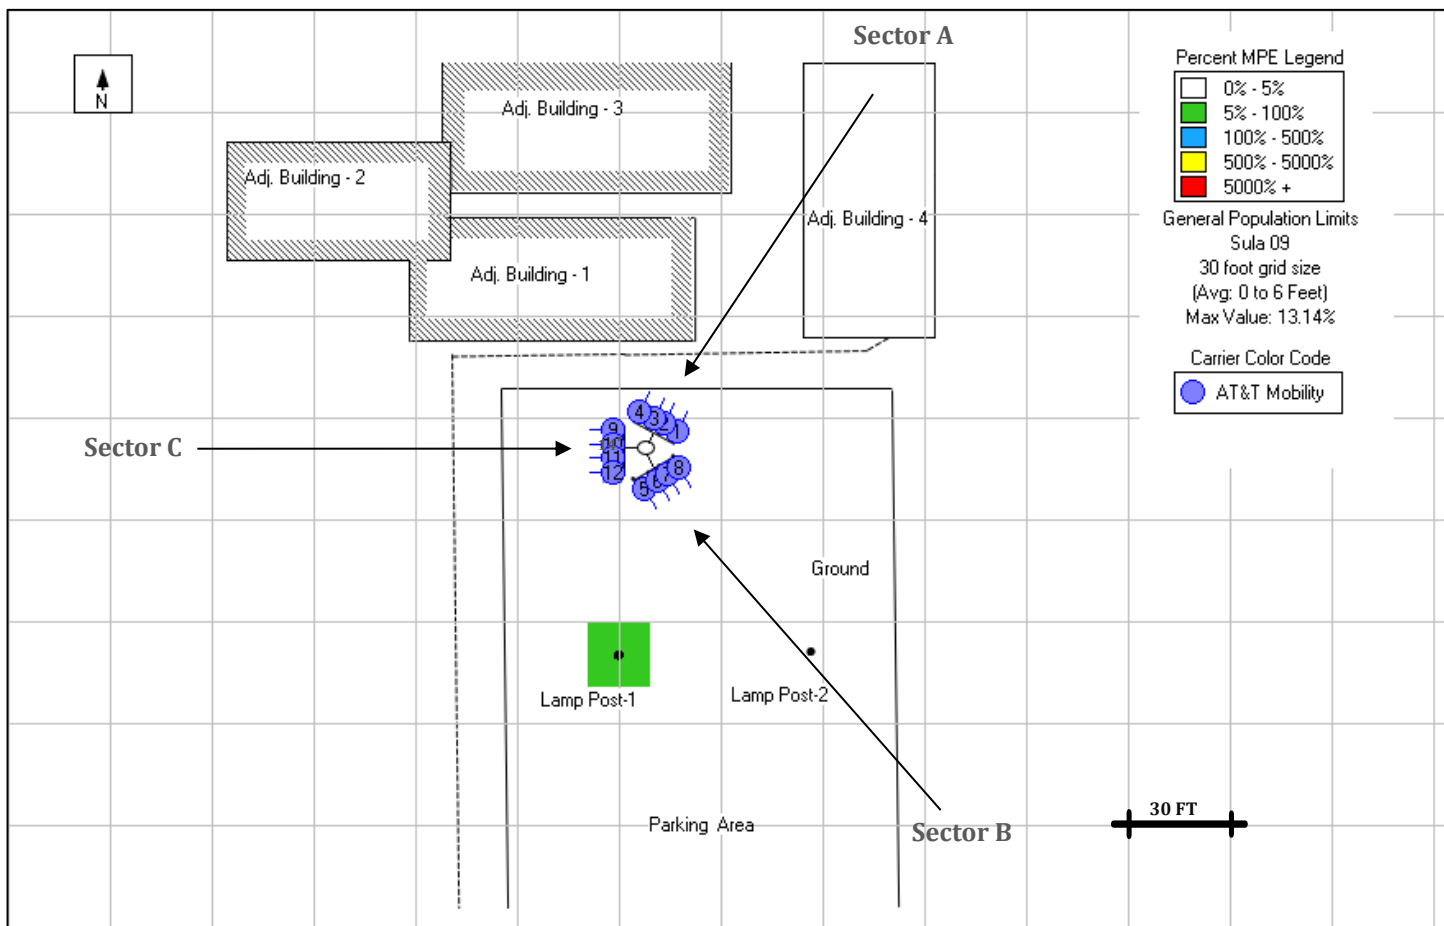 Sector A
N
Adj. Building - 3
Adj. Building - 2
Adj. Building - 4
Adj. Building - 1
Percent MPE Legend
0% - 5%
5% - 100%
100% - 500%
500% - 5000%
5000% +
General Population Limits
Sula 09
30 foot grid size
(Avg: 0 to 6 Feet)
Max Value: 13.14%
Carrier Color Code
AT&T Mobility
Sector C
4
3
2
1
9
10
11
12
8
7
6
5
Ground
Lamp Post-1
Lamp Post-2
Parking Area
Sector B
30 FT